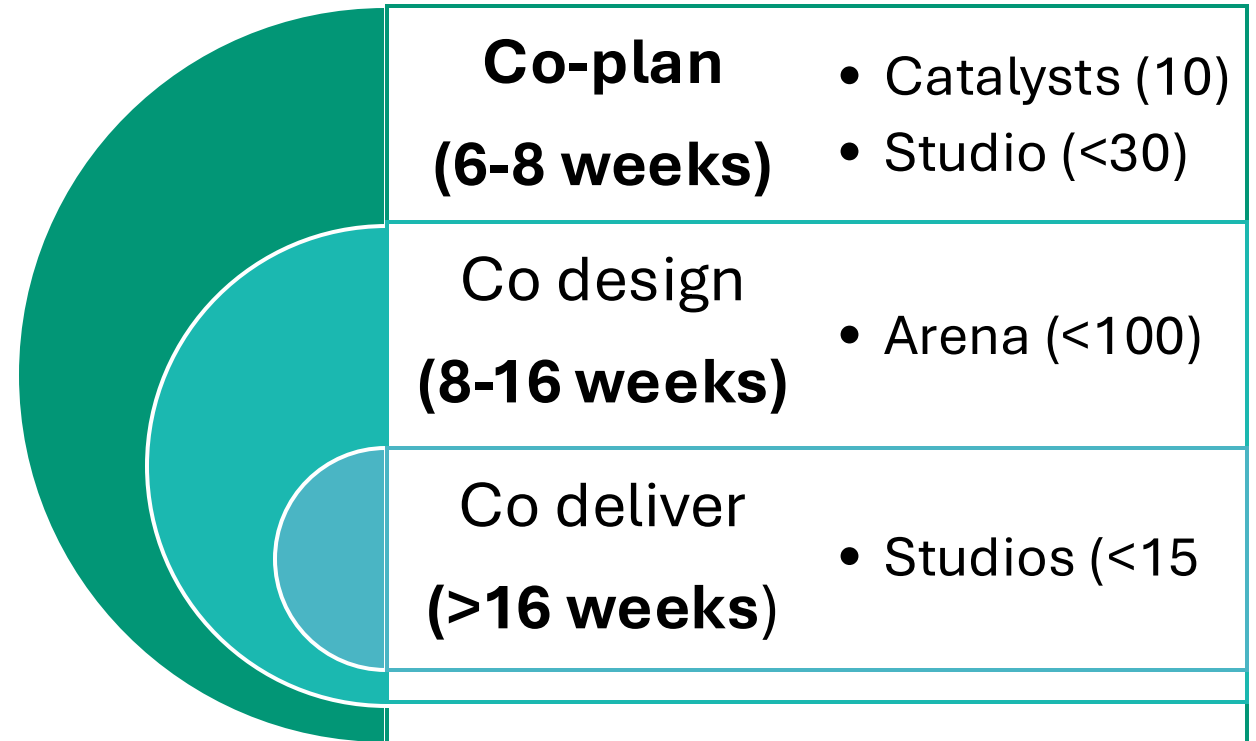 Co-plan
(6-8 weeks)
• Catalysts (10)
• Studio (<30)
Co design
(8-16 weeks)
• Arena (<100)
Co deliver
(>16 weeks)
• Studios (<15